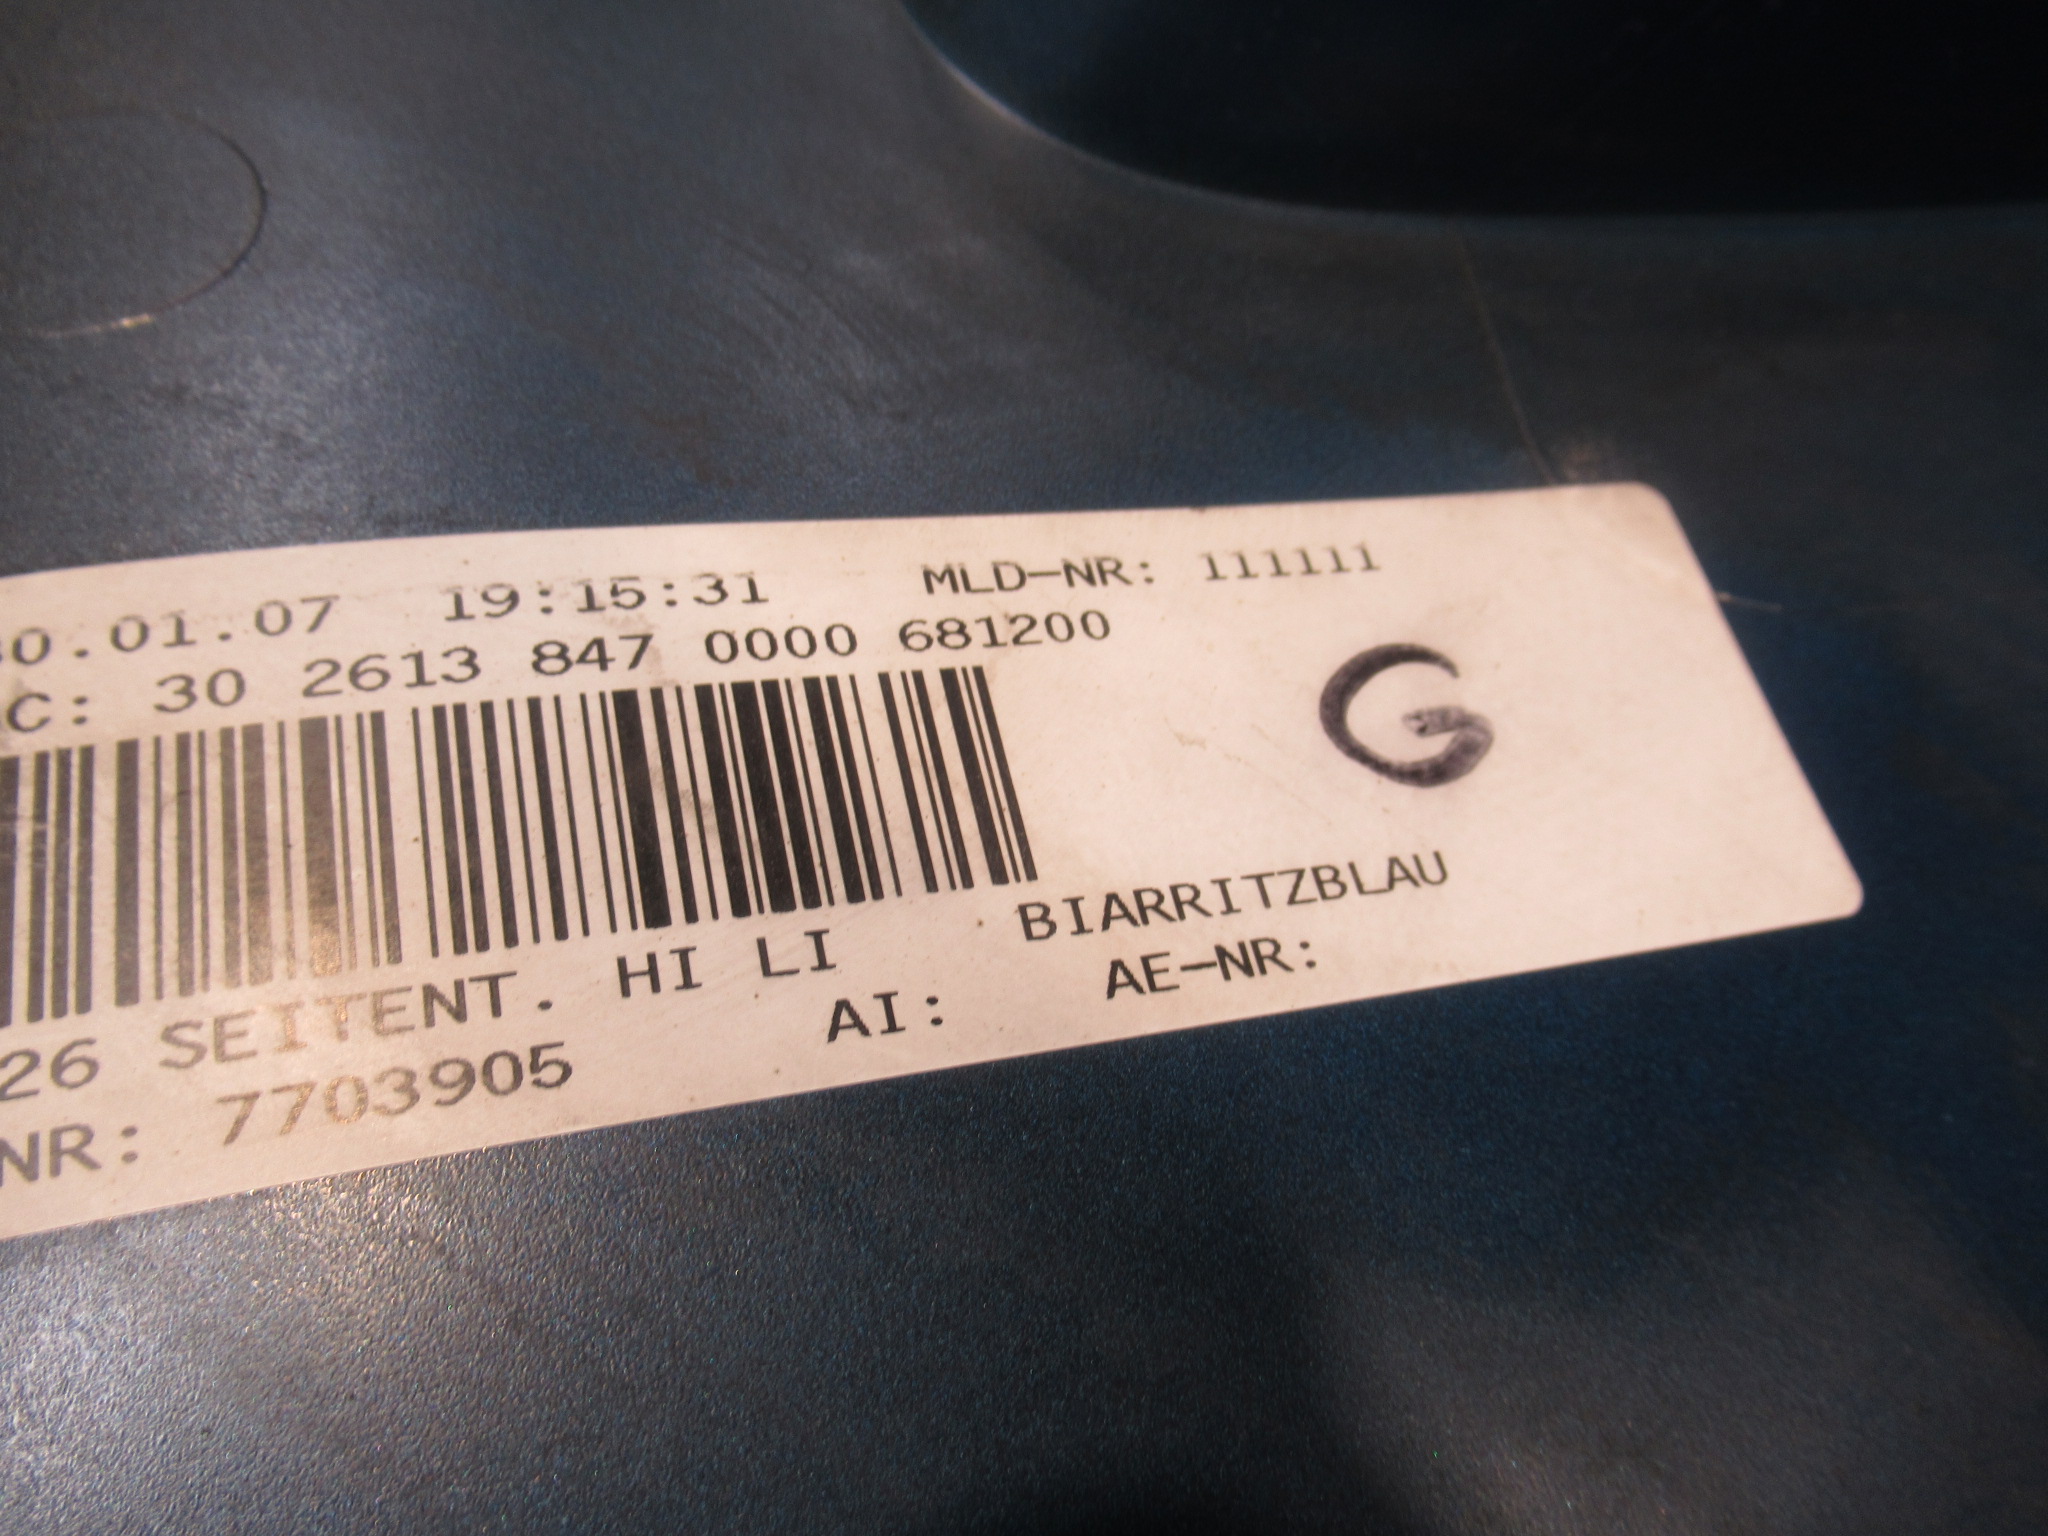 30.01.07 19:15:31 MLD-NR: 111111
C: 30 2613 847 0000 681200
G
26 SEITENT. HI LI BIARRITZBLAU
NR: 7703905 AI: AE-NR: